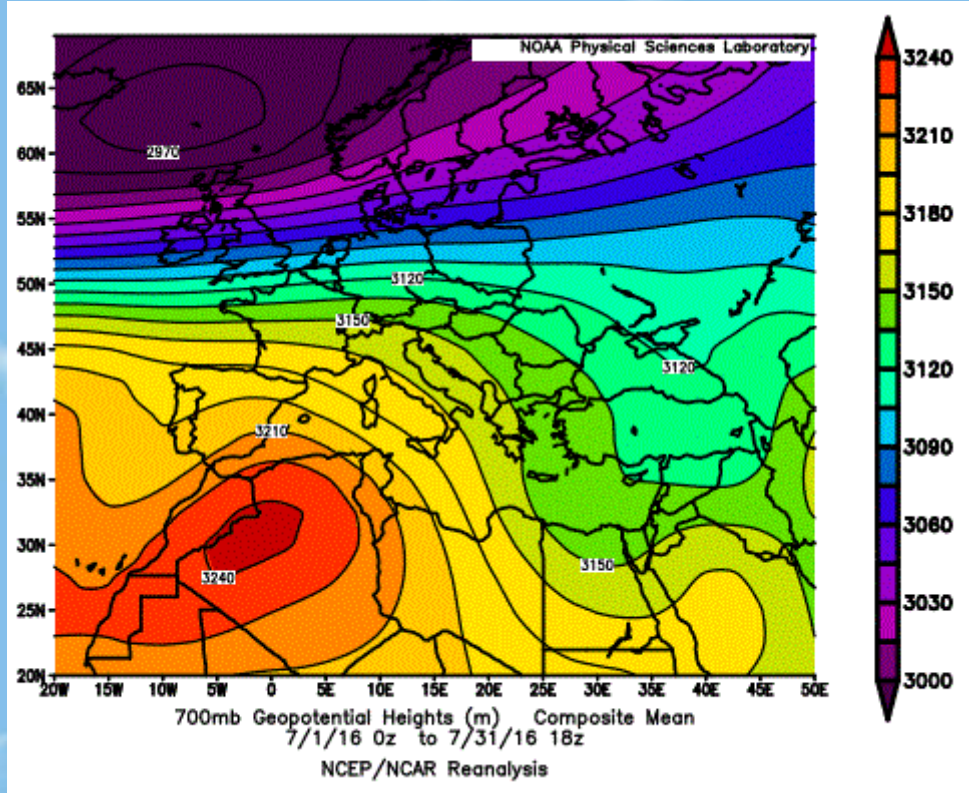 NOAA Physical Sciences Laboratory
65N
60N
55N
50N
45N
40N
35N
30N
25N
20N
2970
3120
3150
3120
3210
3240
3150
20W 15W 10W 5W 0 5E 10E 15E 20E 25E 30E 35E 40E 45E 50E
3240
3210
3180
3150
3120
3090
3060
3030
3000
700mb Geopotential Heights (m) Composite Mean
7/1/16 0z to 7/31/16 18z
NCEP/NCAR Reanalysis